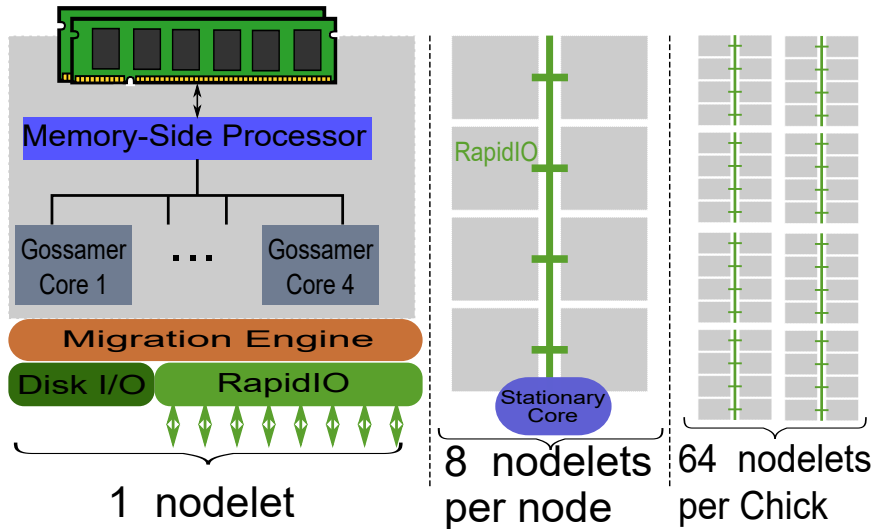 Memory-Side Processor
Gossamer
Core 1
...
Gossamer
Core 4
Migration Engine
Disk I/O
RapidIO
1 nodelet
RapidIO
Stationary
Core
8 nodelets
per node
64 nodelets
per Chick